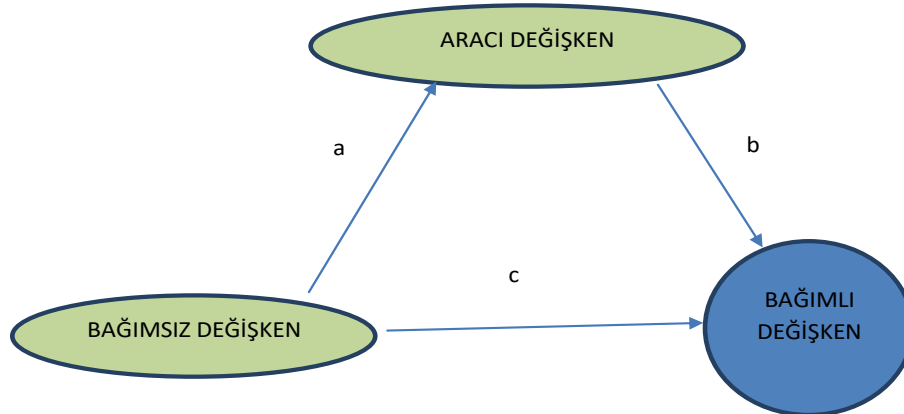 ARACI DEĞİŞKEN
a
b
c
BAĞIMSIZ DEĞİŞKEN
BAĞIMLI
DEĞİŞKEN